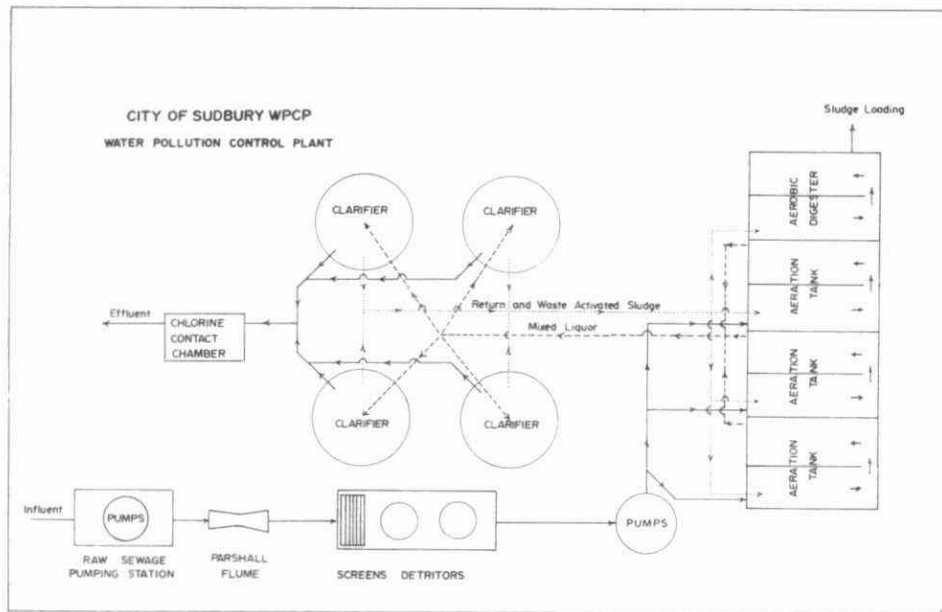 CITY OF SUDBURY WPCP
WATER POLLUTION CONTROL PLANT
Sludge Loading
AEROBIC
DIGESTER
CLARIFIER
CLARIFIER
AERATION
TANK
Return and Waste Activated Sludge
Effluent
CHLORINE
CONTACT
CHAMBER
Mixed Liquor
AERATION
TANK
CLARIFIER
CLARIFIER
AERATION
TANK
Influent
PUMPS
PUMPS
RAW SEWAGE
PUMPING STATION
PARSHALL
FLUME
SCREENS DETRITORS